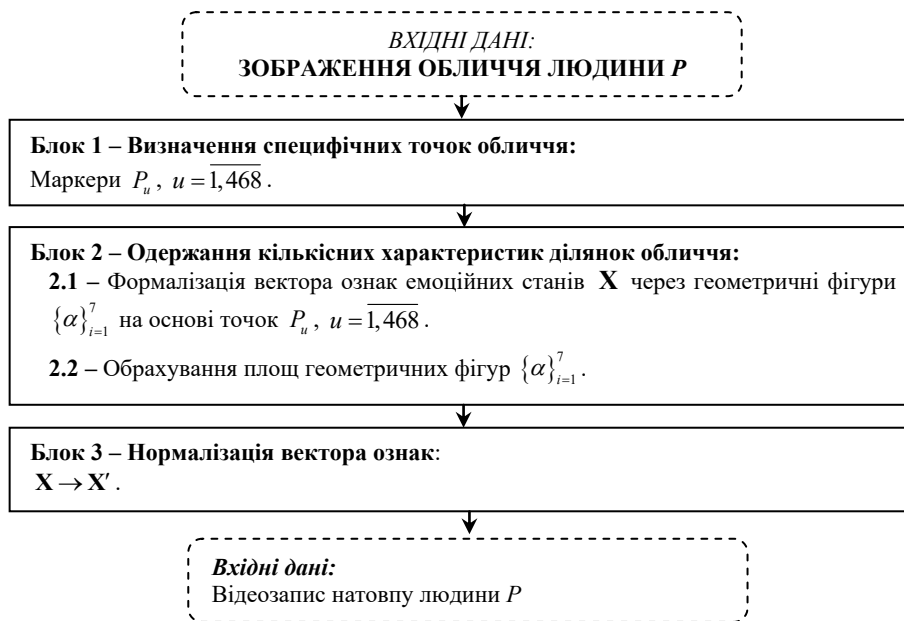 ВХІДНІ ДАНІ:
ЗОБРАЖЕННЯ ОБЛИЧЧЯ ЛЮДИНИ P
Блок 1 – Визначення специфічних точок обличчя:
Маркери P_u , u = \overline{1,468} .
Блок 2 – Одержання кількісних характеристик ділянок обличчя:
2.1 – Формалізація вектора ознак емоційних станів X через геометричні фігури
{α}_{i=1}^{7} на основі точок P_u , u = \overline{1,468} .
2.2 – Обрахування площ геометричних фігур {α}_{i=1}^{7} .
Блок 3 – Нормалізація вектора ознак:
X → X′ .
Вхідні дані:
Відеозапис натовпу людини P